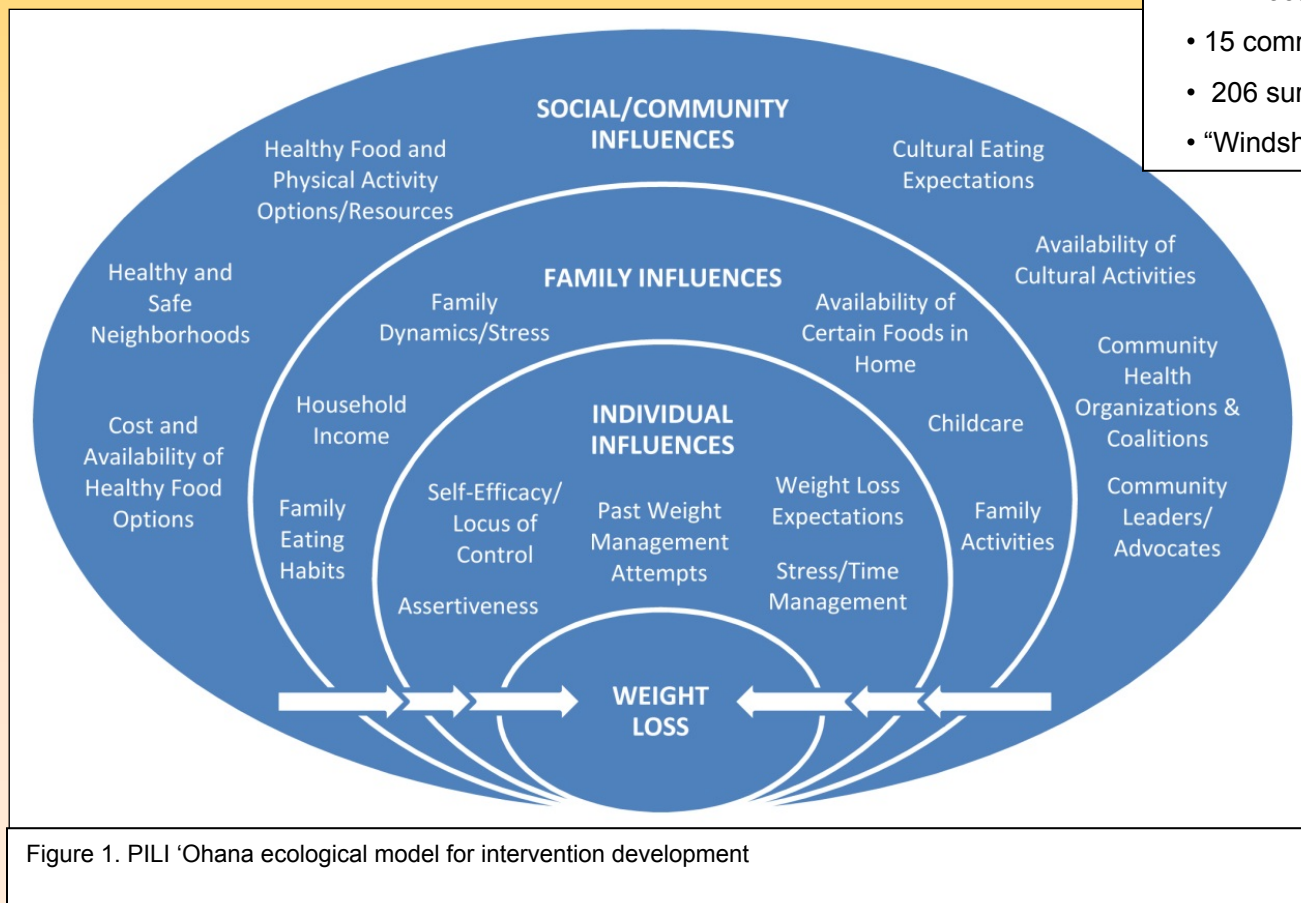 • 15
• 206
•
SOCIAL/COMMUNITY
INFLUENCES
Healthy Food and
Physical Activity
Options/Resources
Cultural Eating
Expectations
Healthy and
Safe
Neighborhoods
Availability of
Cultural Activities
Cost and
Availability of
Healthy Food
Options
Community
Health
Organizations &
Coalitions
Community
Leaders/
Advocates
FAMILY INFLUENCES
Family
Dynamics/Stress
Availability of
Certain Foods in
Home
Household
Income
Childcare
Family
Eating
Habits
Family
Activities
INDIVIDUAL
INFLUENCES
Self-Efficacy/
Locus of
Control
Past Weight
Management
Attempts
Weight Loss
Expectations
Assertiveness
Stress/Time
Management
WEIGHT
LOSS
Figure 1. PILI ‘Ohana ecological model for intervention development